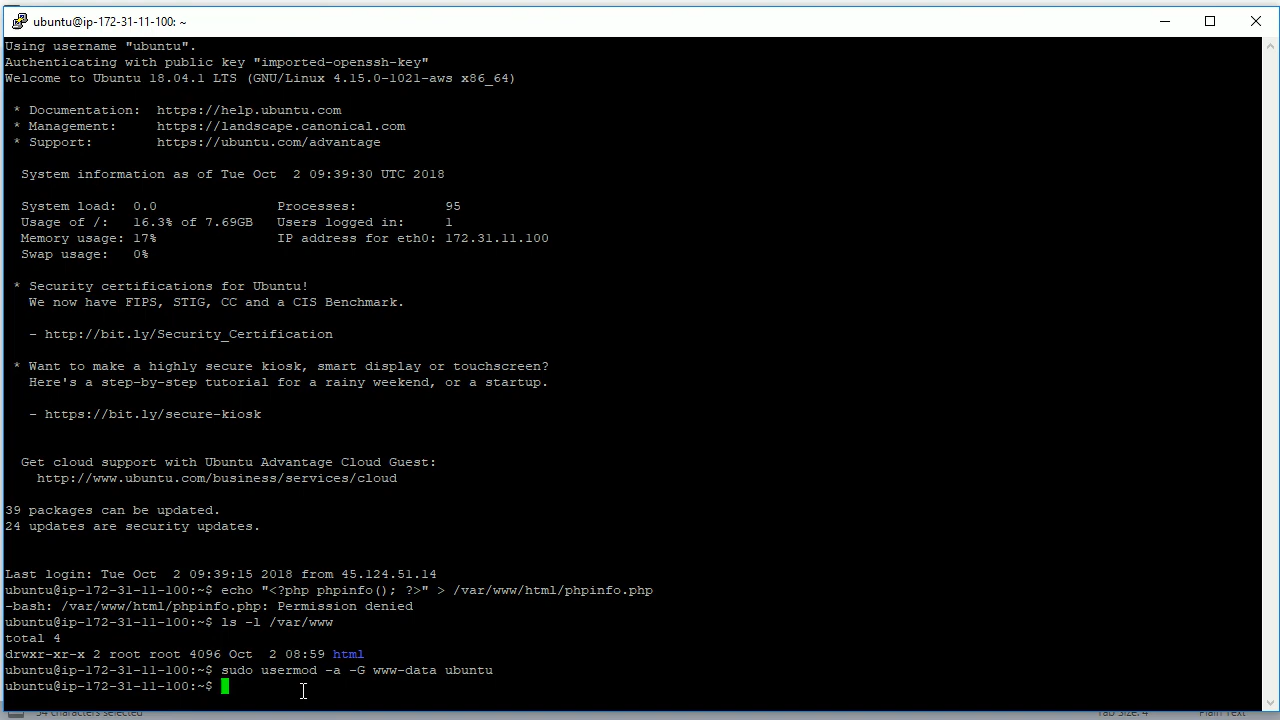 ubuntu@ip-172-31-11-100: ~
Using username "ubuntu".
Authenticating with public key "imported-openssh-key"
Welcome to Ubuntu 18.04.1 LTS (GNU/Linux 4.15.0-1021-aws x86_64)
* Documentation:  https://help.ubuntu.com
* Management:     https://landscape.canonical.com
* Support:        https://ubuntu.com/advantage
System information as of Tue Oct  2 09:39:30 UTC 2018
System load:  0.0               Processes:           95
Usage of /:   16.3% of 7.69GB   Users logged in:     1
Memory usage: 17%               IP address for eth0: 172.31.11.100
Swap usage:   0%
* Security certifications for Ubuntu!
We now have FIPS, STIG, CC and a CIS Benchmark.
- http://bit.ly/Security_Certification
* Want to make a highly secure kiosk, smart display or touchscreen?
Here's a step-by-step tutorial for a rainy weekend, or a startup.
- https://bit.ly/secure-kiosk
Get cloud support with Ubuntu Advantage Cloud Guest:
http://www.ubuntu.com/business/services/cloud
39 packages can be updated.
24 updates are security updates.
Last login: Tue Oct  2 09:39:15 2018 from 45.124.51.14
ubuntu@ip-172-31-11-100:~$ echo "<?php phpinfo(); ?>" > /var/www/html/phpinfo.php
-bash: /var/www/html/phpinfo.php: Permission denied
ubuntu@ip-172-31-11-100:~$ ls -l /var/www
total 4
drwxr-xr-x 2 root root 4096 Oct  2 08:59 html
ubuntu@ip-172-31-11-100:~$ sudo usermod -a -G www-data ubuntu
ubuntu@ip-172-31-11-100:~$
54 characters selected Tab Size: 4 Plain Text